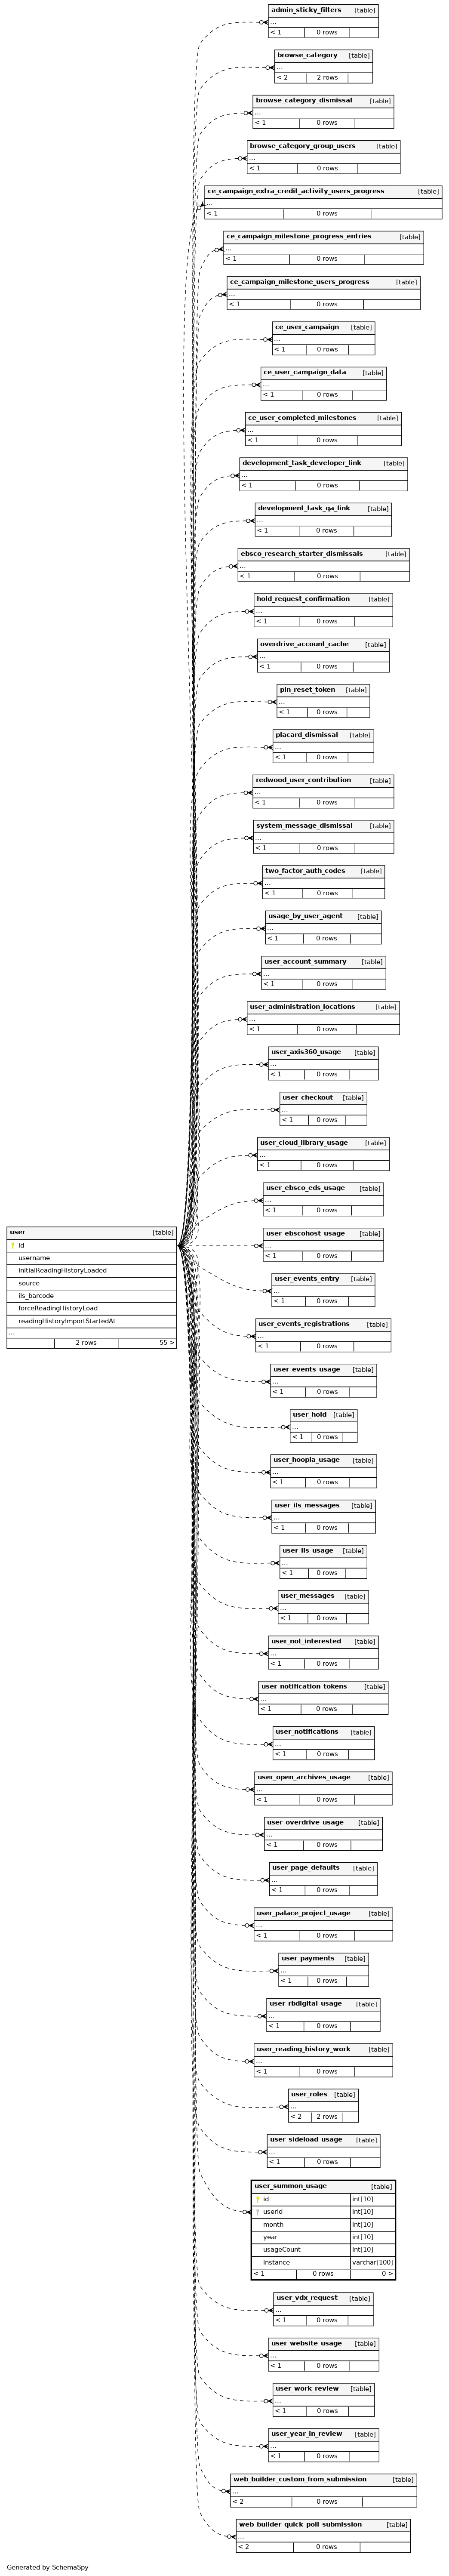 admin_sticky_filters [table]
...
< 1 0 rows
browse_category [table]
...
< 2 2 rows
browse_category_dismissal [table]
...
< 1 0 rows
browse_category_group_users [table]
...
< 1 0 rows
ce_campaign_extra_credit_activity_users_progress [table]
...
< 1 0 rows
ce_campaign_milestone_progress_entries [table]
...
< 1 0 rows
ce_campaign_milestone_users_progress [table]
...
< 1 0 rows
ce_user_campaign [table]
...
< 1 0 rows
ce_user_campaign_data [table]
...
< 1 0 rows
ce_user_completed_milestones [table]
...
< 1 0 rows
development_task_developer_link [table]
...
< 1 0 rows
development_task_qa_link [table]
...
< 1 0 rows
ebsco_research_starter_dismissals [table]
...
< 1 0 rows
hold_request_confirmation [table]
...
< 1 0 rows
overdrive_account_cache [table]
...
< 1 0 rows
pin_reset_token [table]
...
< 1 0 rows
placard_dismissal [table]
...
< 1 0 rows
redwood_user_contribution [table]
...
< 1 0 rows
system_message_dismissal [table]
...
< 1 0 rows
two_factor_auth_codes [table]
...
< 1 0 rows
usage_by_user_agent [table]
...
< 1 0 rows
user_account_summary [table]
...
< 1 0 rows
user_administration_locations [table]
...
< 1 0 rows
user_axis360_usage [table]
...
< 1 0 rows
user_checkout [table]
...
< 1 0 rows
user_cloud_library_usage [table]
...
< 1 0 rows
user_ebsco_eds_usage [table]
...
< 1 0 rows
user [table]
id
username
initialReadingHistoryLoaded
source
ils_barcode
forceReadingHistoryLoad
readingHistoryImportStartedAt
...
2 rows 55 >
user_ebscohost_usage [table]
...
< 1 0 rows
user_events_entry [table]
...
< 1 0 rows
user_events_registrations [table]
...
< 1 0 rows
user_events_usage [table]
...
< 1 0 rows
user_hold [table]
...
< 1 0 rows
user_hoopla_usage [table]
...
< 1 0 rows
user_ils_messages [table]
...
< 1 0 rows
user_ils_usage [table]
...
< 1 0 rows
user_messages [table]
...
< 1 0 rows
user_not_interested [table]
...
< 1 0 rows
user_notification_tokens [table]
...
< 1 0 rows
user_notifications [table]
...
< 1 0 rows
user_open_archives_usage [table]
...
< 1 0 rows
user_overdrive_usage [table]
...
< 1 0 rows
user_page_defaults [table]
...
< 1 0 rows
user_palace_project_usage [table]
...
< 1 0 rows
user_payments [table]
...
< 1 0 rows
user_rbdigital_usage [table]
...
< 1 0 rows
user_reading_history_work [table]
...
< 1 0 rows
user_roles [table]
...
< 2 2 rows
user_sideload_usage [table]
...
< 1 0 rows
user_summon_usage [table]
id int[10]
userId int[10]
month int[10]
year int[10]
usageCount int[10]
instance varchar[100]
< 1 0 rows 0 >
user_vdx_request [table]
...
< 1 0 rows
user_website_usage [table]
...
< 1 0 rows
user_work_review [table]
...
< 1 0 rows
user_year_in_review [table]
...
< 1 0 rows
web_builder_custom_from_submission [table]
...
< 2 0 rows
web_builder_quick_poll_submission [table]
...
< 2 0 rows
Generated by SchemaSpy